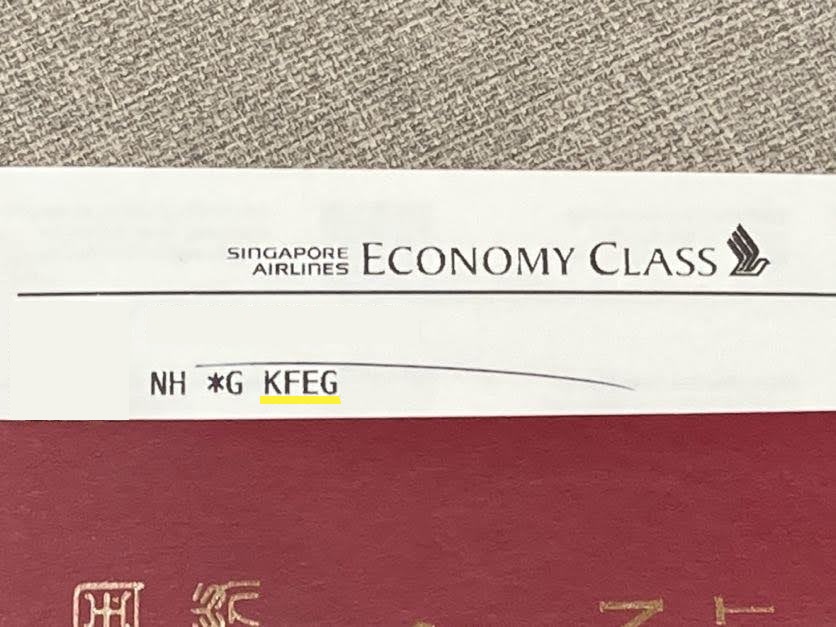 SINGAPORE
AIRLINES ECONOMY CLASS
NH *G KFEG